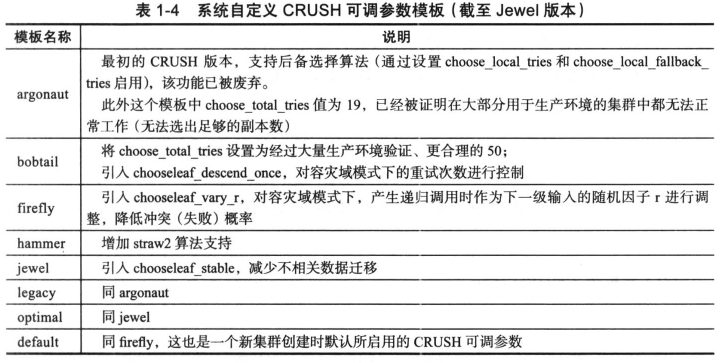 表 1-4 系统自定义 CRUSH 可调参数模板（截至 Jewel 版本）
模板名称 说明
argonaut 最初的 CRUSH 版本，支持后备选择算法（通过设置 choose_local_tries 和 choose_local_fallback_
tries 启用），该功能已被废弃。
此外这个模板中 choose_total_tries 值为 19，已经被证明在大部分用于生产环境的集群中都无法正
常工作（无法选出足够的副本数）
bobtail 将 choose_total_tries 设置为经过大量生产环境验证、更合理的 50；
引入 chooseleaf_descend_once，对容灾域模式下的重试次数进行控制
firefly 引入 chooseleaf_vary_r，对容灾域模式下，产生递归调用时作为下一级输入的随机因子 r 进行调
整，降低冲突（失败）概率
hammer 增加 straw2 算法支持
jewel 引入 chooseleaf_stable，减少不相关数据迁移
legacy 同 argonaut
optimal 同 jewel
default 同 firefly，这也是一个新集群创建时默认所启用的 CRUSH 可调参数